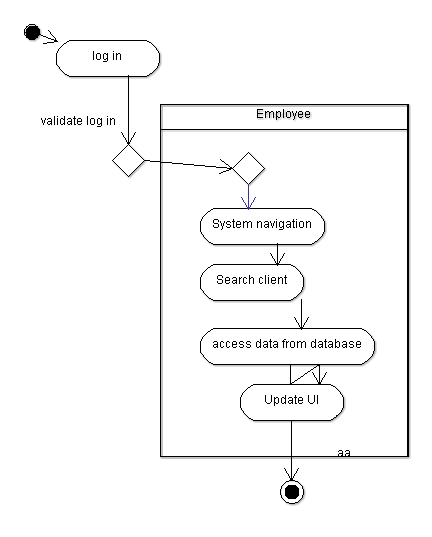 log in
validate log in
Employee
System navigation
Search client
access data from database
Update UI
aa